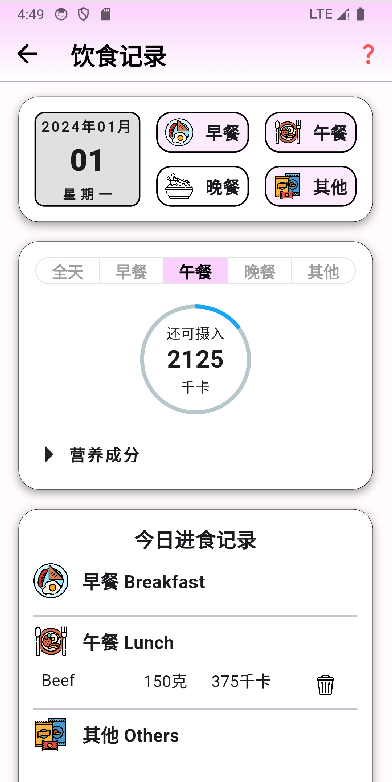 4:49
LTE
饮食记录
?
2024年01月
01
星期一
早餐
午餐
晚餐
其他
全天 早餐 午餐 晚餐 其他
还可摄入
2125
千卡
营养成分
今日进食记录
早餐 Breakfast
午餐 Lunch
Beef 150克 375千卡
其他 Others